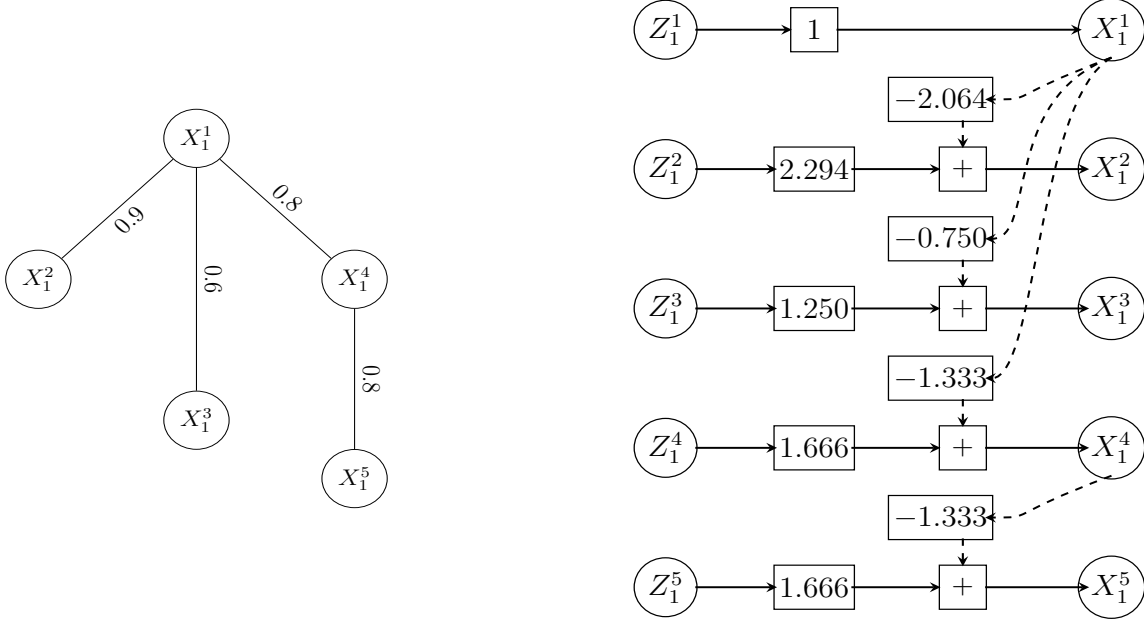 X_1^1
0.9
0.8
X_1^2
0.6
X_1^4
0.8
X_1^3
X_1^5
Z_1^1 1 X_1^1
−2.064
Z_1^2 2.294 + X_1^2
−0.750
Z_1^3 1.250 + X_1^3
−1.333
Z_1^4 1.666 + X_1^4
−1.333
Z_1^5 1.666 + X_1^5